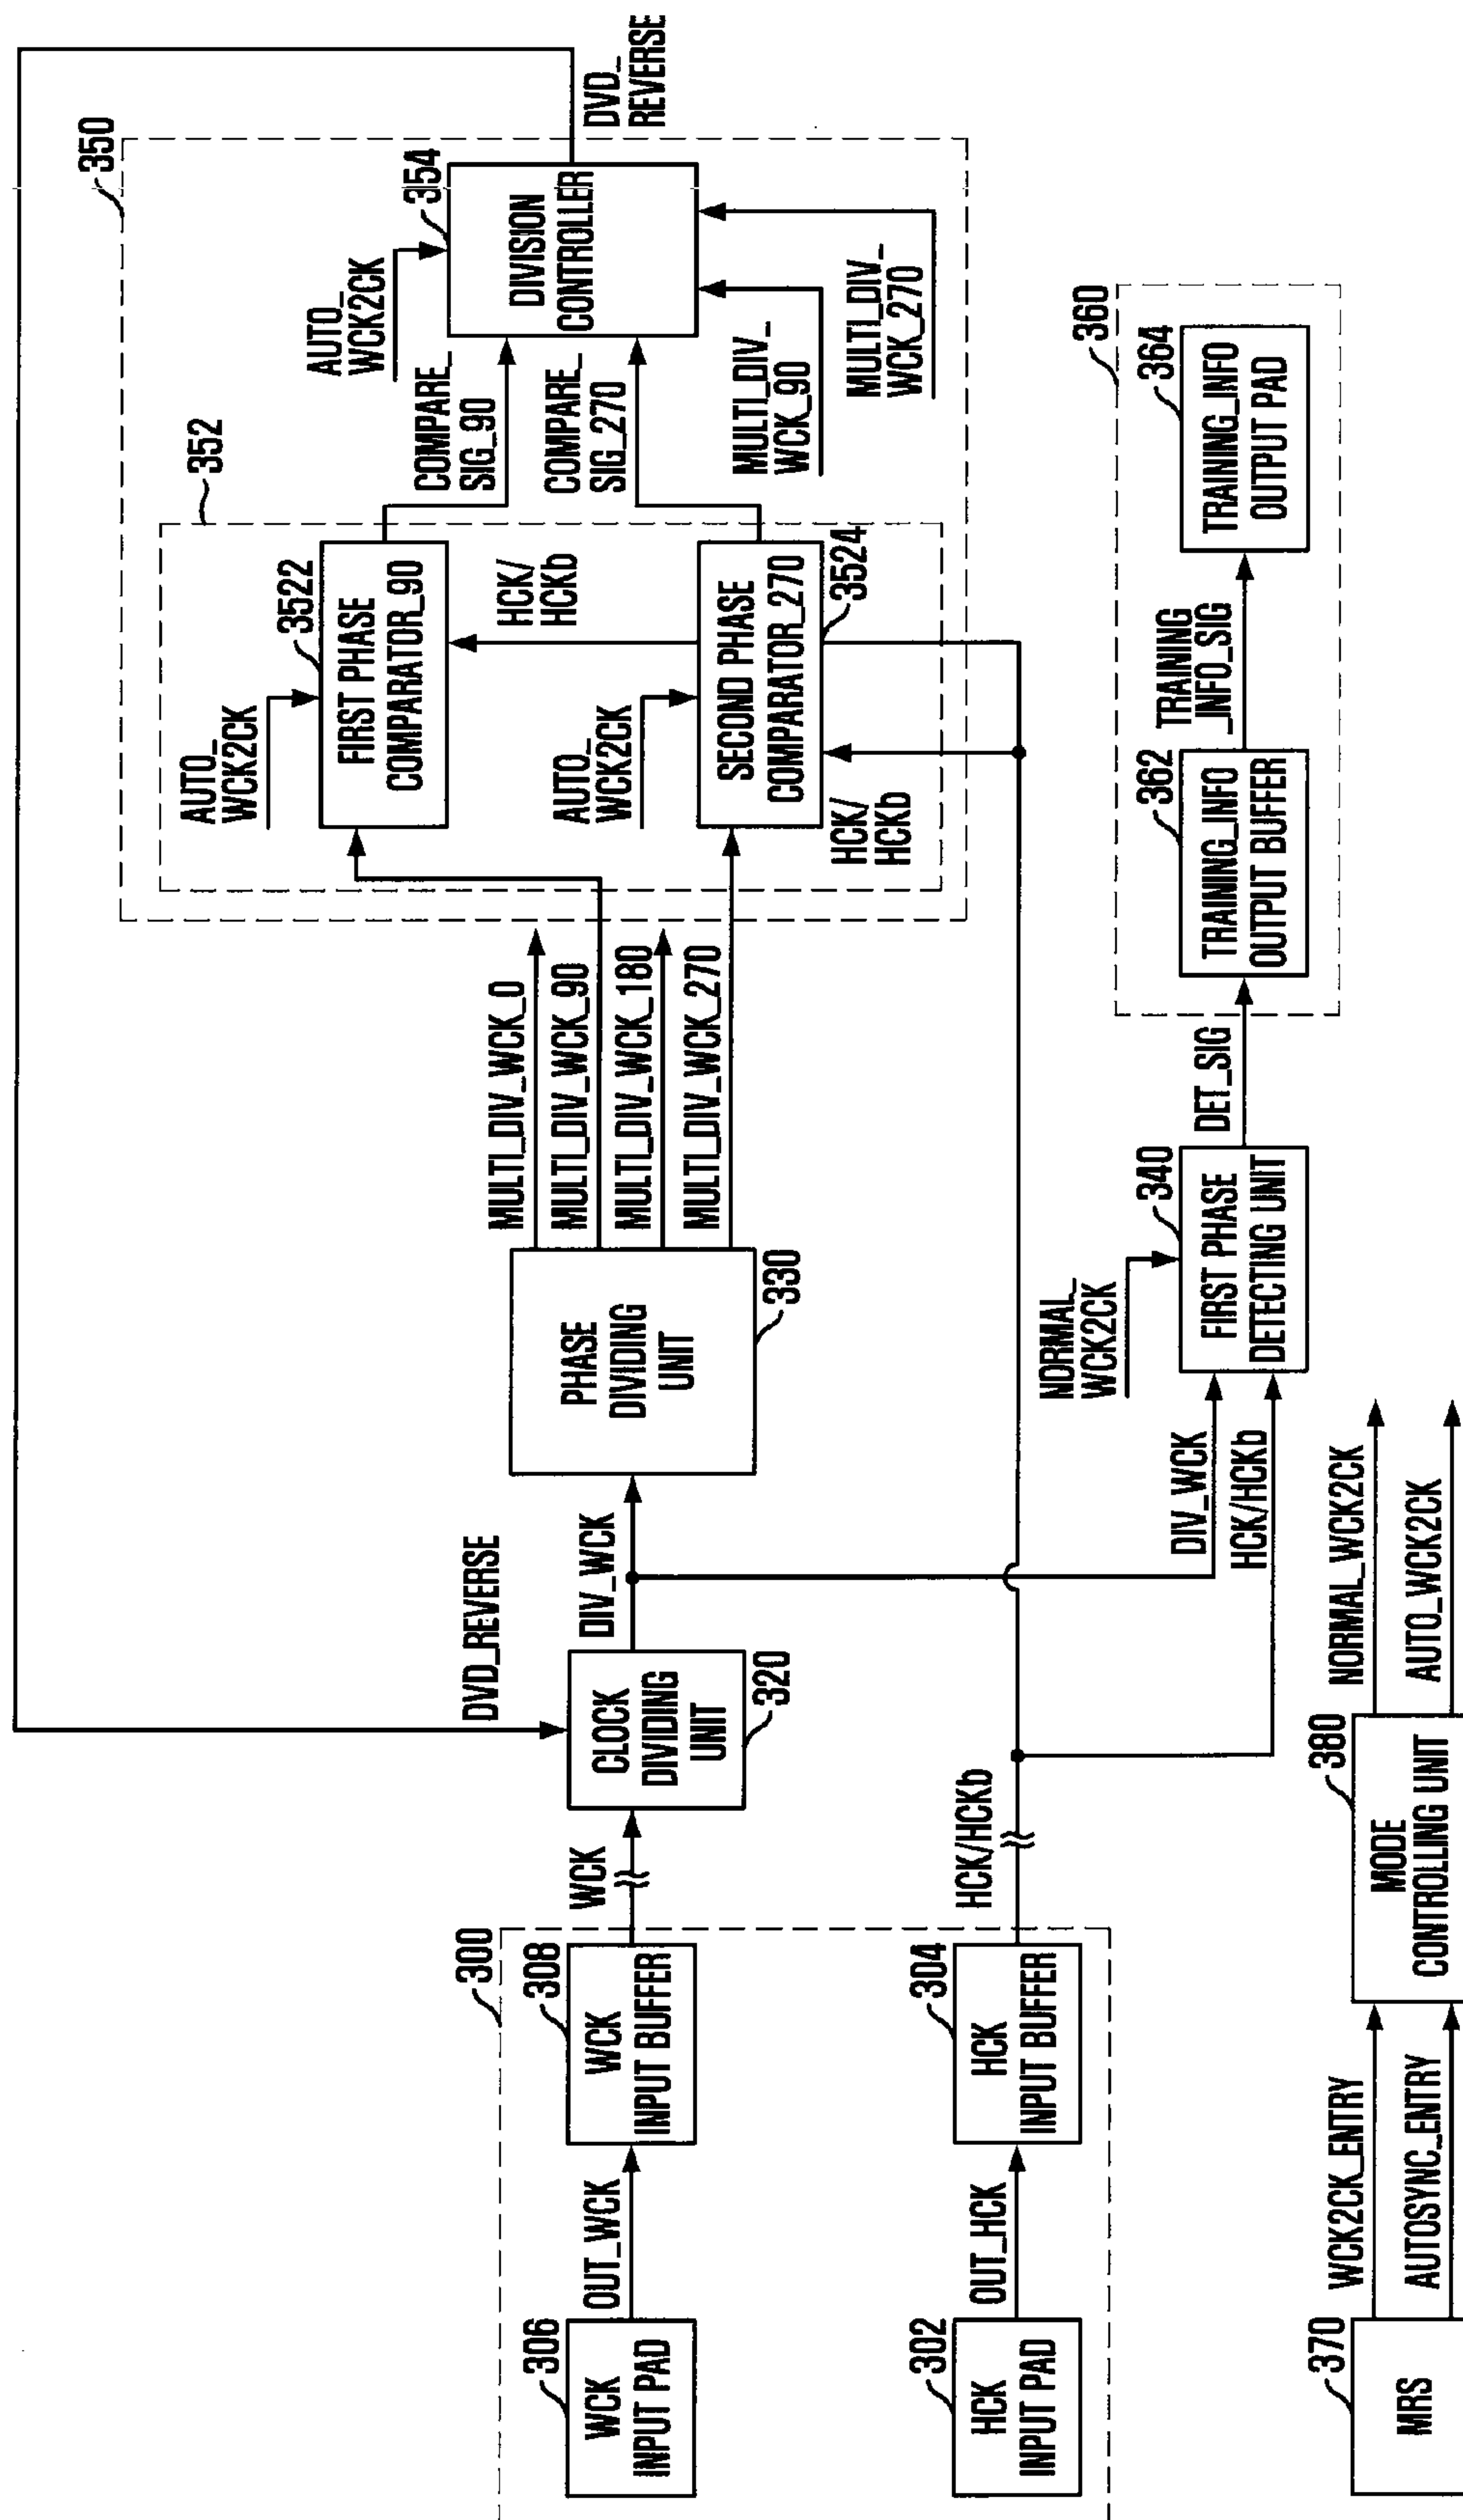 300
306
WCK
INPUT PAD
OUT_WCK
308
WCK
INPUT BUFFER
WCK
DVD_REVERSE
CLOCK
DIVIDING
UNIT
320
DIV_WCK
PHASE
DIVIDING
UNIT
330
MULTI_DIV_WCK_0
MULTI_DIV_WCK_90
MULTI_DIV_WCK_180
MULTI_DIV_WCK_270
350
352
AUTO_
WCK2CK
3522
FIRST PHASE
COMPARATOR_90
HCK/
HCKb
AUTO_
WCK2CK
SECOND PHASE
COMPARATOR_270
3524
HCK/
HCKb
COMPARE_
SIG_90
COMPARE_
SIG_270
AUTO_
WCK2CK
354
DIVISION
CONTROLLER
MULTI_DIV_
WCK_90
MULTI_DIV_
WCK_270
DVD_
REVERSE
302
HCK
INPUT PAD
OUT_HCK
304
HCK
INPUT BUFFER
HCK/HCKb
DIV_WCK
HCK/HCKb
NORMAL_
WCK2CK
340
FIRST PHASE
DETECTING UNIT
DET_SIG
360
362
TRAINING_INFO
OUTPUT BUFFER
TRAINING
_INFO_SIG
364
TRAINING_INFO
OUTPUT PAD
370
MRS
WCK2CK_ENTRY
AUTOSYNC_ENTRY
380
MODE
CONTROLLING UNIT
NORMAL_WCK2CK
AUTO_WCK2CK